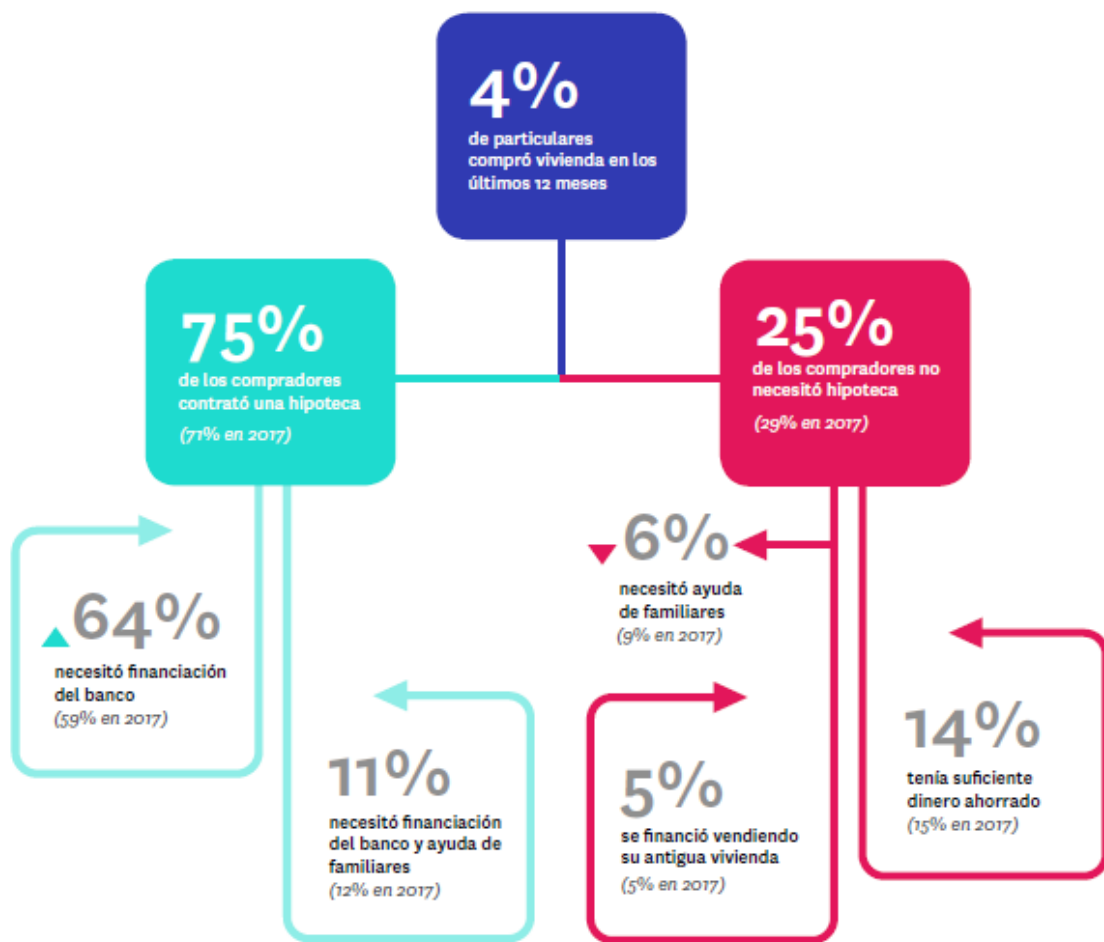 4%
de particulares
compró vivienda en los
últimos 12 meses
75%
de los compradores
contrató una hipoteca
(71% en 2017)
25%
de los compradores no
necesitó hipoteca
(29% en 2017)
64%
necesitó financiación
del banco
(59% en 2017)
11%
necesitó financiación
del banco y ayuda de
familiares
(12% en 2017)
6%
necesitó ayuda
de familiares
(9% en 2017)
5%
se financió vendiendo
su antigua vivienda
(5% en 2017)
14%
tenía suficiente
dinero ahorrado
(15% en 2017)